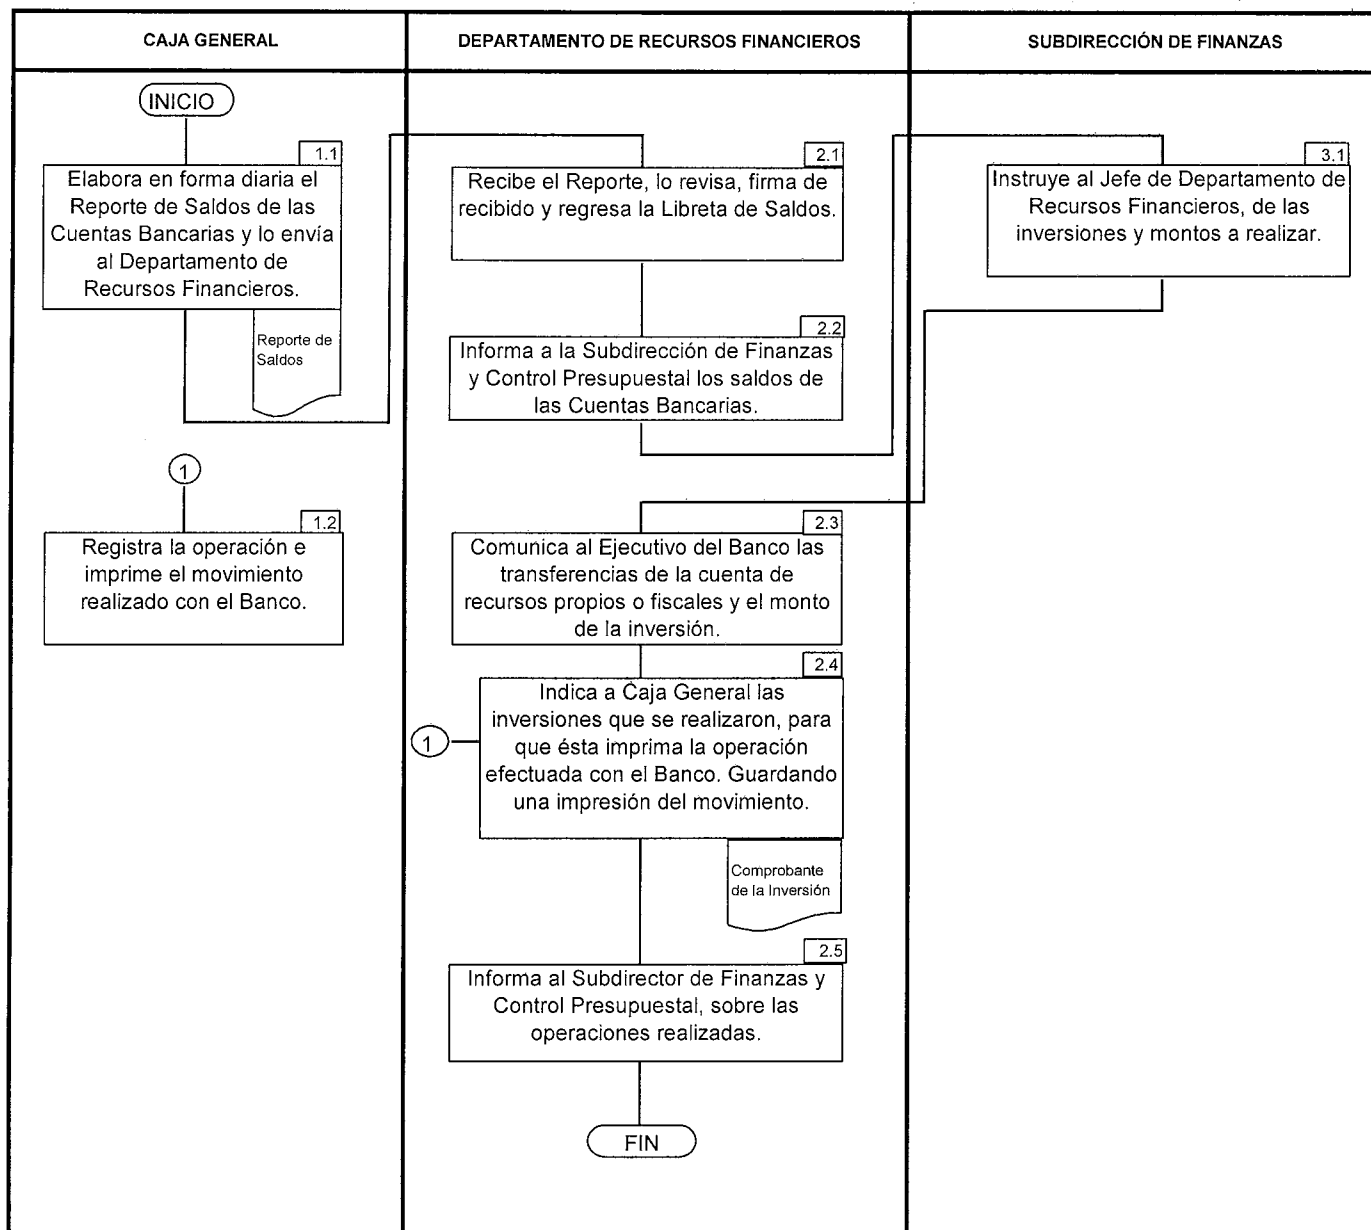 CAJA GENERAL
DEPARTAMENTO DE RECURSOS FINANCIEROS
SUBDIRECCIÓN DE FINANZAS
INICIO
1.1
Elabora en forma diaria el
Reporte de Saldos de las
Cuentas Bancarias y lo envía
al Departamento de
Recursos Financieros.
Reporte de
Saldos
1
1.2
Registra la operación e
imprime el movimiento
realizado con el Banco.
2.1
Recibe el Reporte, lo revisa, firma de
recibido y regresa la Libreta de Saldos.
2.2
Informa a la Subdirección de Finanzas
y Control Presupuestal los saldos de
las Cuentas Bancarias.
2.3
Comunica al Ejecutivo del Banco las
transferencias de la cuenta de
recursos propios o fiscales y el monto
de la inversión.
2.4
Indica a Caja General las
inversiones que se realizaron, para
que ésta imprima la operación
efectuada con el Banco. Guardando
una impresión del movimiento.
1
Comprobante
de la Inversión
2.5
Informa al Subdirector de Finanzas y
Control Presupuestal, sobre las
operaciones realizadas.
FIN
3.1
Instruye al Jefe de Departamento de
Recursos Financieros, de las
inversiones y montos a realizar.